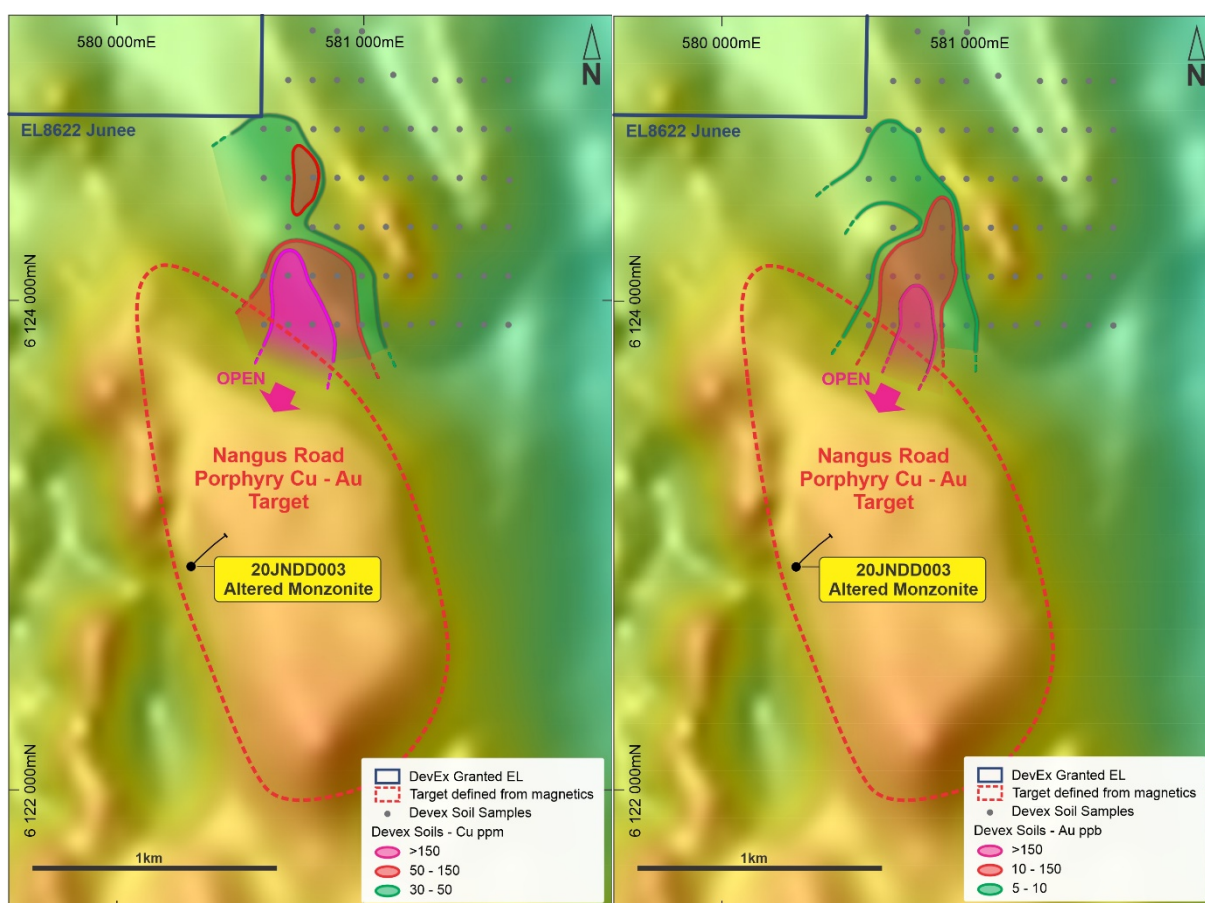 580 000mE
581 000mE
N
EL8622 Junee
6 124 000mN
OPEN
Nangus Road
Porphyry Cu - Au
Target
20JNDD003
Altered Monzonite
6 122 000mN
DevEx Granted EL
Target defined from magnetics
Devex Soil Samples
Devex Soils - Cu ppm
>150
50 - 150
30 - 50
1km
580 000mE
581 000mE
N
EL8622 Junee
6 124 000mN
OPEN
Nangus Road
Porphyry Cu - Au
Target
20JNDD003
Altered Monzonite
6 122 000mN
DevEx Granted EL
Target defined from magnetics
Devex Soil Samples
Devex Soils - Au ppb
>150
10 - 150
5 - 10
1km